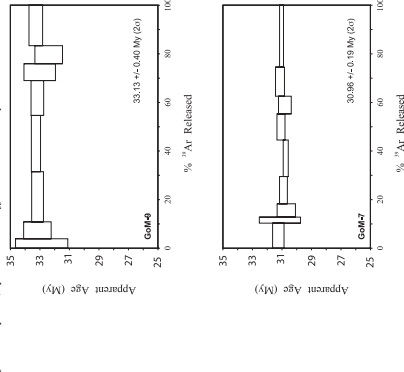 35 33 31 29 27 25
Apparent Age (My)
0 20 40 60 80 100
% ³⁹Ar Released
33.13 +/- 0.40 My (2σ)
GoM-9
35 33 31 29 27 25
Apparent Age (My)
0 20 40 60 80 100
% ³⁹Ar Released
30.96 +/- 0.19 My (2σ)
GoM-7